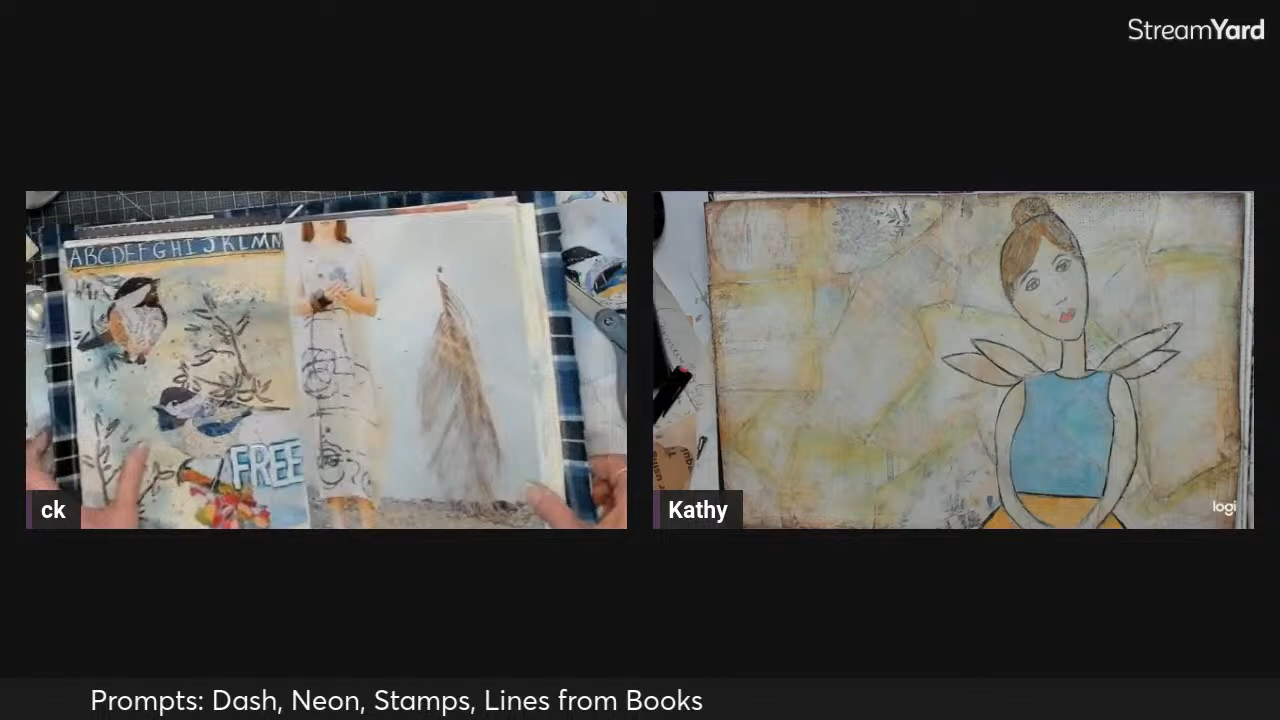 StreamYard
ABCDEFGHIJKLMN
FREE
ck
Kathy
logi
Prompts: Dash, Neon, Stamps, Lines from Books